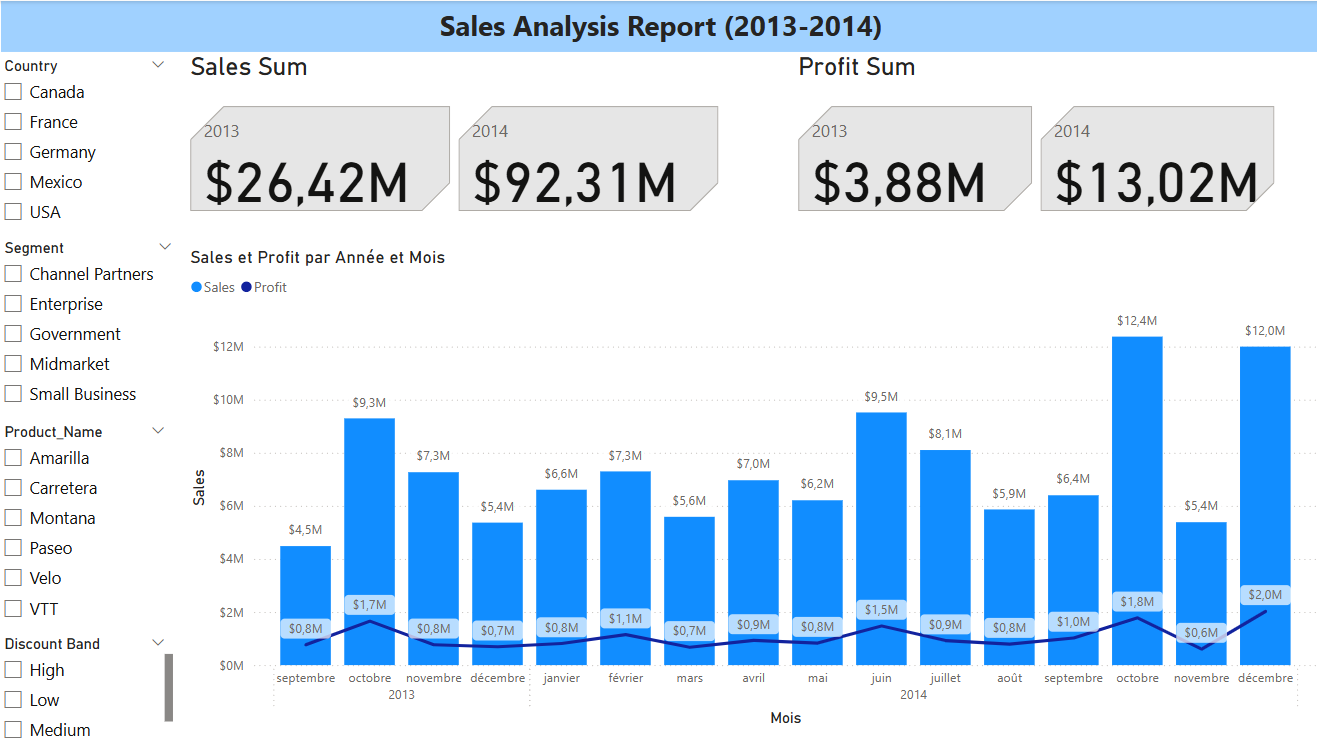 Sales Analysis Report (2013-2014)
Country
Canada
France
Germany
Mexico
USA
Segment
Channel Partners
Enterprise
Government
Midmarket
Small Business
Product_Name
Amarilla
Carretera
Montana
Paseo
Velo
VTT
Discount Band
High
Low
Medium
Sales Sum
2013
$26,42M
2014
$92,31M
Profit Sum
2013
$3,88M
2014
$13,02M
Sales et Profit par Année et Mois
Sales Profit
Sales
$12M
$10M
$8M
$6M
$4M
$2M
$0M
$4,5M $9,3M $7,3M $5,4M $6,6M $7,3M $5,6M $7,0M $6,2M $9,5M $8,1M $5,9M $6,4M $12,4M $5,4M $12,0M
$0,8M $1,7M $0,8M $0,7M $0,8M $1,1M $0,7M $0,9M $0,8M $1,5M $0,9M $0,8M $1,0M $1,8M $0,6M $2,0M
septembre octobre novembre décembre janvier février mars avril mai juin juillet août septembre octobre novembre décembre
2013 2014
Mois